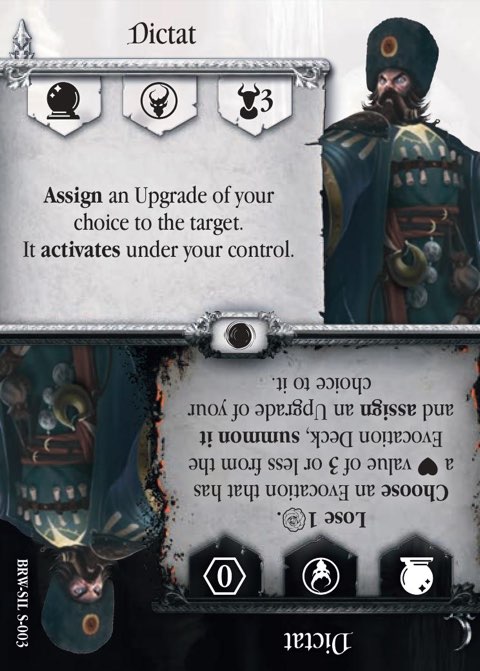 Dictat
3
Assign an Upgrade of your
choice to the target.
It activates under your control.
Dictat
0
Lose 1.
Choose an Evocation that has
a value of 3 or less from the
Evocation Deck, summon it
and assign an Upgrade of your
choice to it.
BRW-SIL S-003